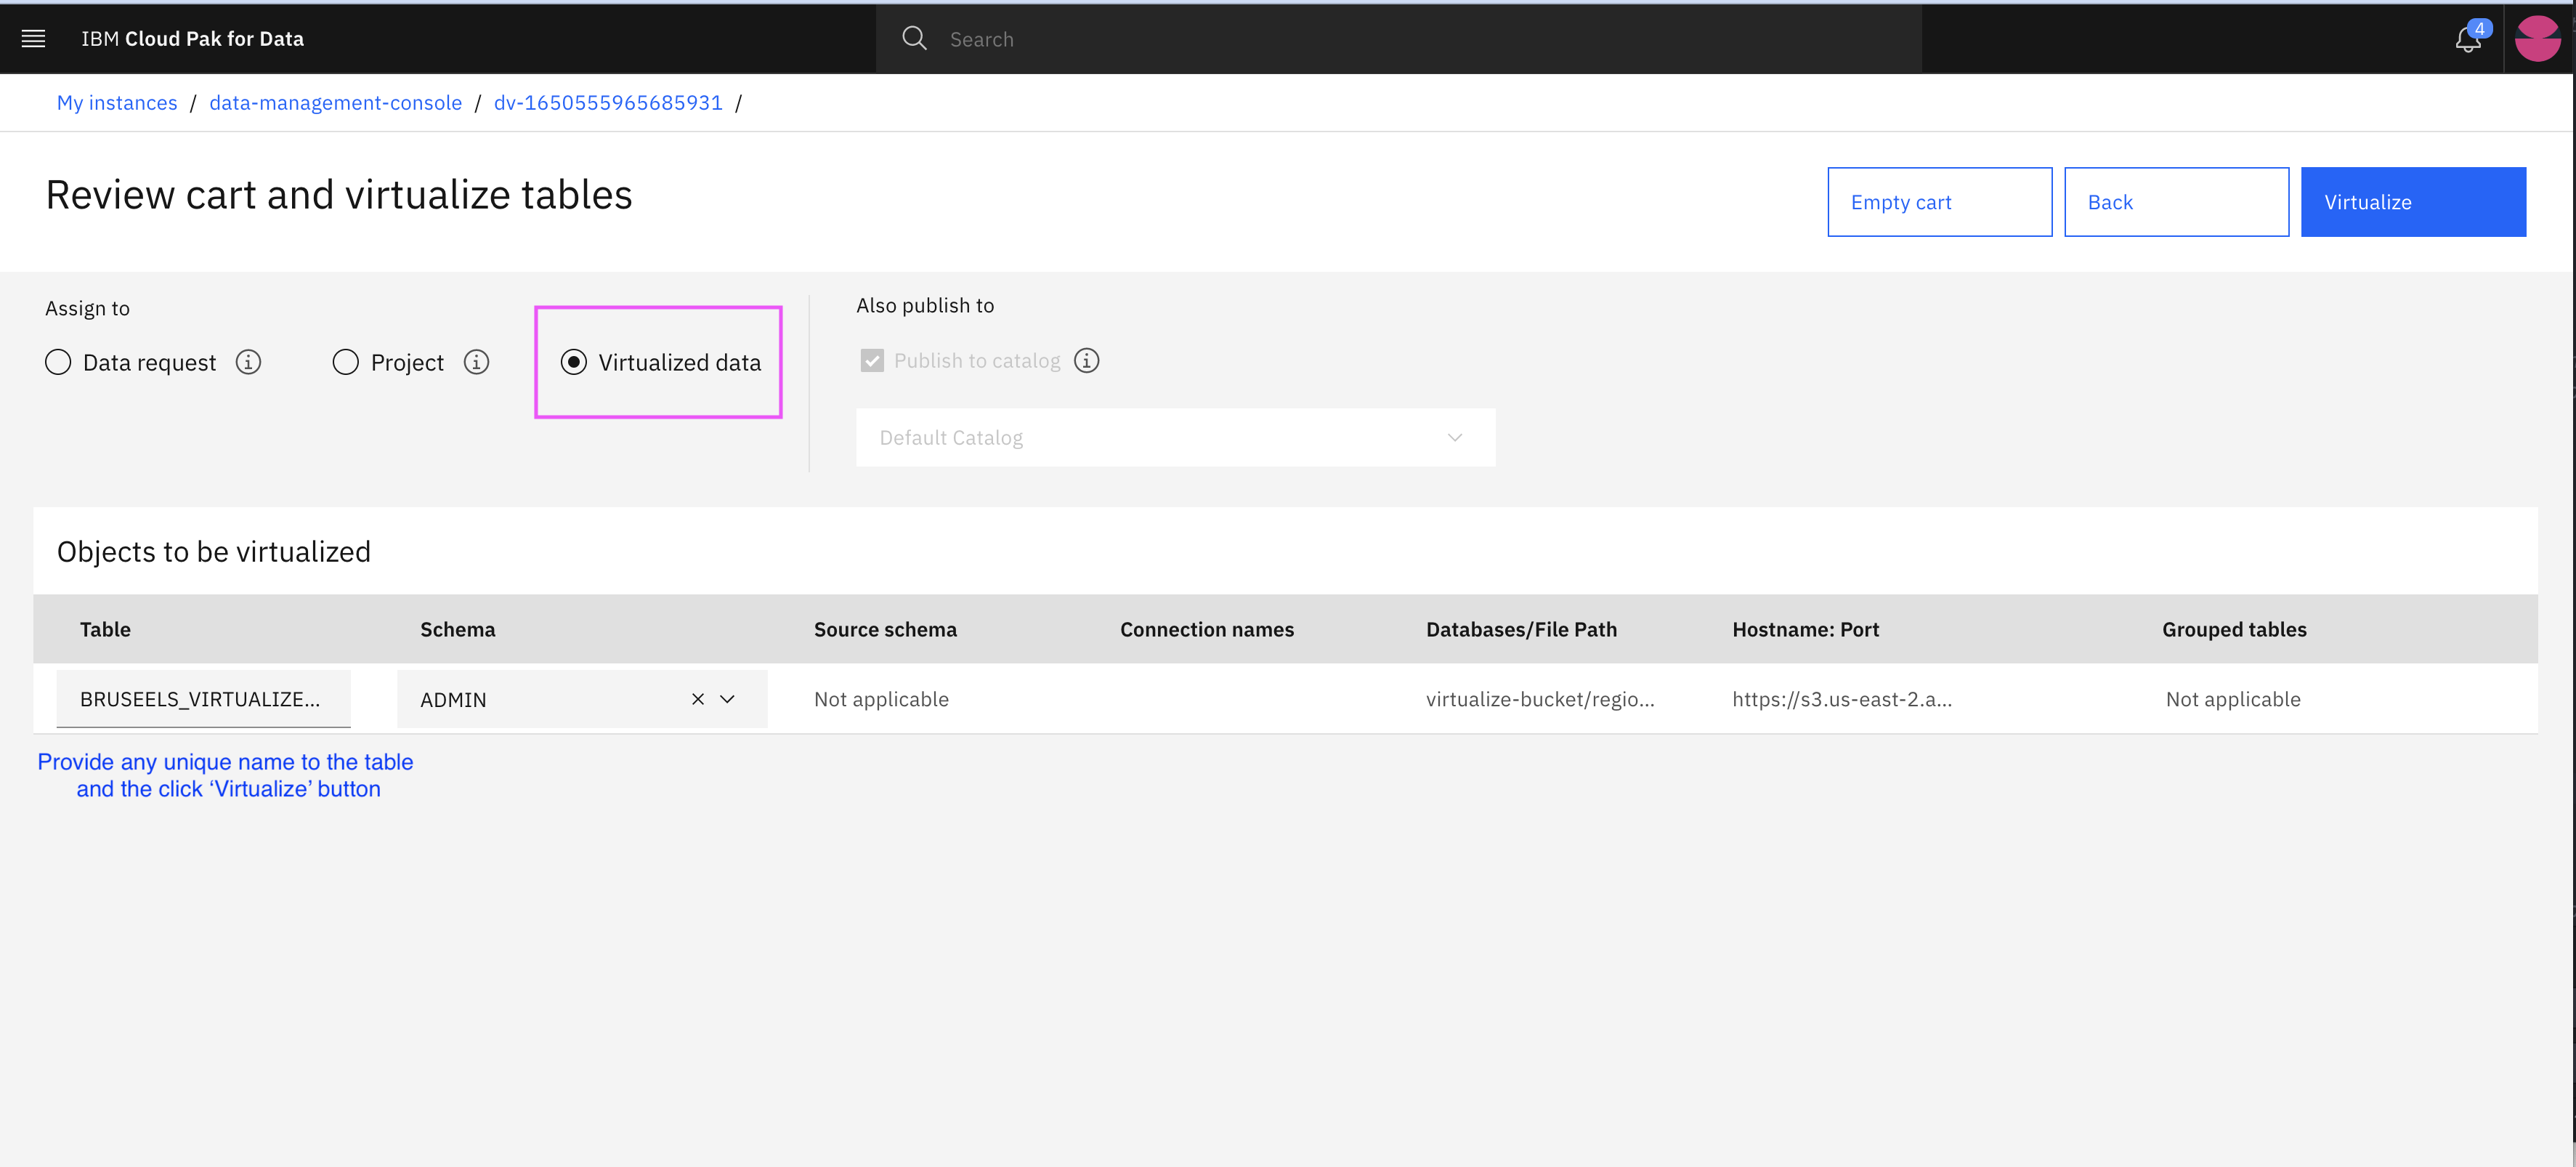 IBM Cloud Pak for Data
Search
4
My instances / data-management-console / dv-1650555965685931 /
Review cart and virtualize tables
Empty cart
Back
Virtualize
Assign to
Data request
Project
Virtualized data
Also publish to
Publish to catalog
Default Catalog
Objects to be virtualized
Table Schema Source schema Connection names Databases/File Path Hostname: Port Grouped tables
BRUSEELS_VIRTUALIZE... ADMIN Not applicable virtualize-bucket/regio... https://s3.us-east-2.a... Not applicable
Provide any unique name to the table
and the click ‘Virtualize’ button